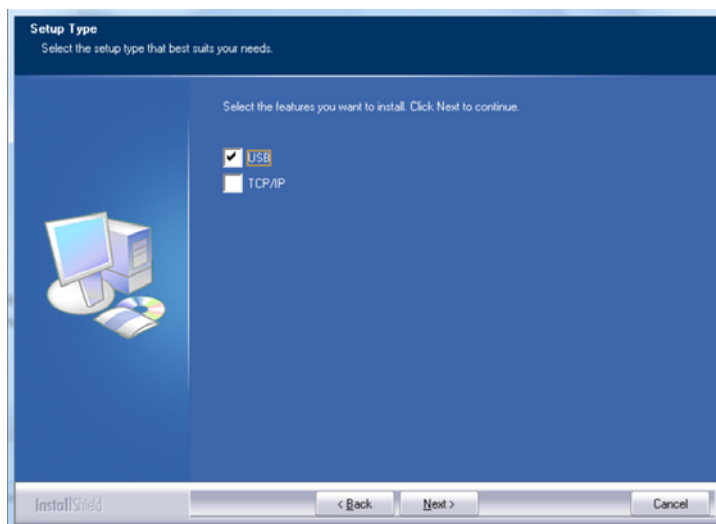 Setup Type
Select the setup type that best suits your needs.
Select the features you want to install. Click Next to continue.
USB
TCP/IP
InstallShield
< Back
Next >
Cancel